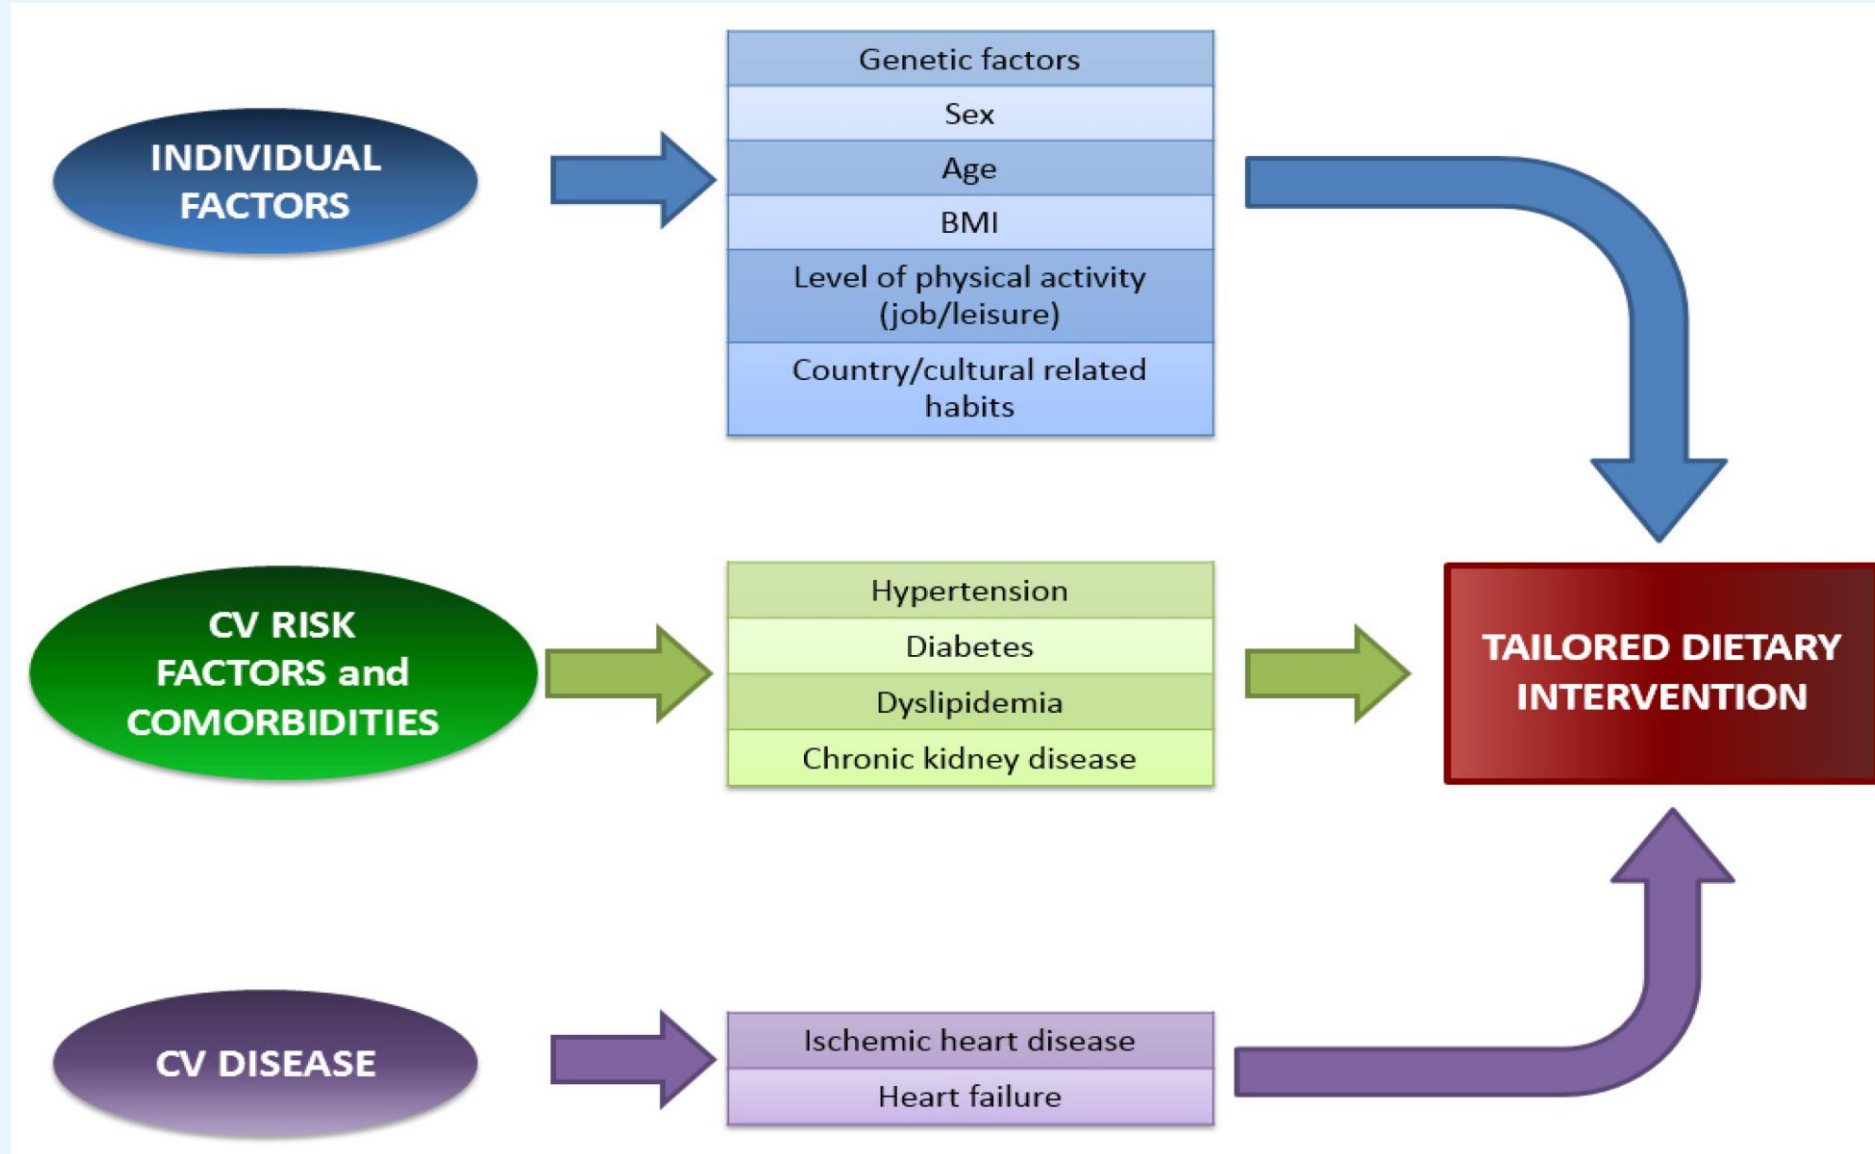 INDIVIDUAL
FACTORS
Genetic factors
Sex
Age
BMI
Level of physical activity
(job/leisure)
Country/cultural related
habits
CV RISK
FACTORS and
COMORBIDITIES
Hypertension
Diabetes
Dyslipidemia
Chronic kidney disease
TAILORED DIETARY
INTERVENTION
CV DISEASE
Ischemic heart disease
Heart failure